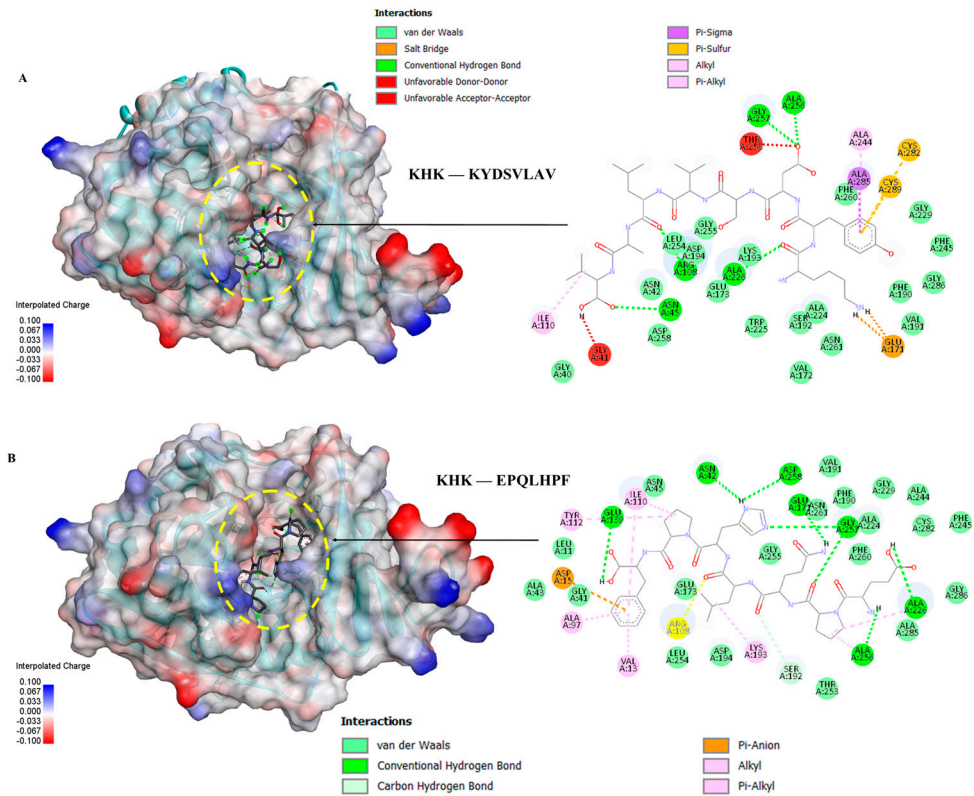 Interactions
van der Waals
Salt Bridge
Conventional Hydrogen Bond
Unfavorable Donor-Donor
Unfavorable Acceptor-Acceptor
Pi-Sigma
Pi-Sulfur
Alkyl
Pi-Alkyl
A
KHK — KYDSVLAV
Interpolated Charge
0.100
0.067
0.033
0.000
-0.033
-0.067
-0.100
ALA
A:256
GLY
A:257
THR
ALA
A:244
CYS
A:282
ALA
A:285
CYS
A:289
PHE
A:260
GLY
A:229
GLY
A:255
LEU
A:254
ASP
A:194
ARG
A:108
LYS
A:193
ALA
A:226
GLU
A:173
PHE
A:245
ASN
A:42
PHE
A:190
GLY
A:286
ASN
A:45
ALA
A:224
SER
A:192
VAL
A:191
ILE
A:110
ASP
A:258
TRP
A:225
ASN
A:261
GLU
A:171
GLY
A:41
GLY
A:40
VAL
A:172
B
KHK — EPQLHPF
Interpolated Charge
0.100
0.067
0.033
0.000
-0.033
-0.067
-0.100
ASN
A:42
ASP
A:258
VAL
A:191
ASN
A:45
ILE
A:110
GLU
PHE
A:190
GLY
A:229
ALA
A:244
TYR
A:112
GLU
A:139
ASN
A:261
GLY
A:257
ALA
A:224
CYS
A:282
PHE
A:245
LEU
A:11
GLY
A:255
PHE
A:260
ASP
A:15
GLY
A:41
ALA
A:43
GLU
A:173
GLY
A:286
ALA
A:226
ALA
A:97
ARG
A:108
ALA
A:285
VAL
A:13
LEU
A:254
ASP
A:194
LYS
A:193
SER
A:192
ALA
A:256
THR
A:253
Interactions
van der Waals
Conventional Hydrogen Bond
Carbon Hydrogen Bond
Pi-Anion
Alkyl
Pi-Alkyl